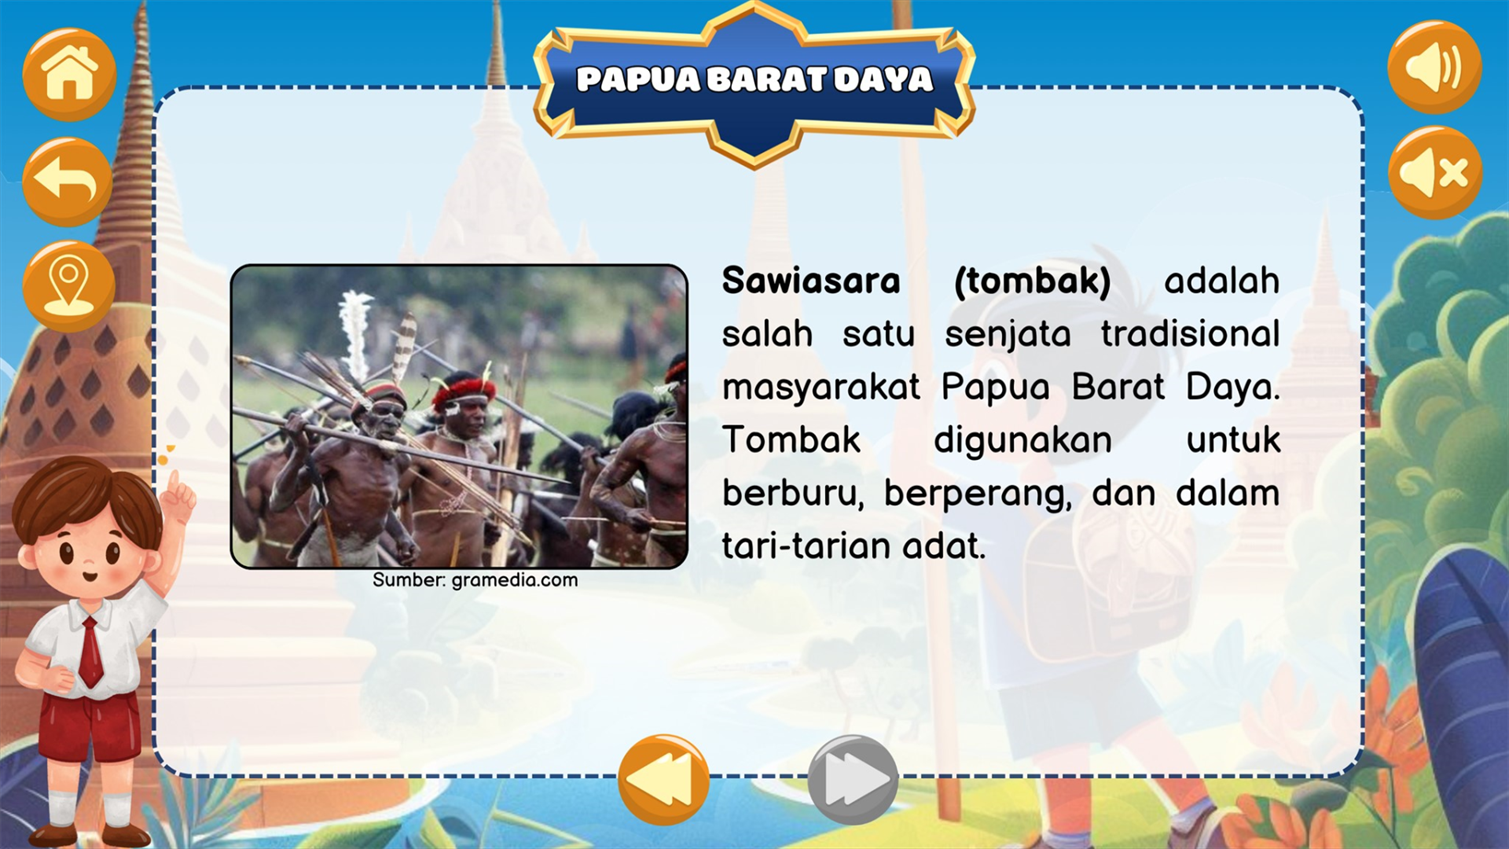 PAPUA BARAT DAYA
Sawiasara (tombak) adalah
salah satu senjata tradisional
masyarakat Papua Barat Daya.
Tombak digunakan untuk
berburu, berperang, dan dalam
tari-tarian adat.
Sumber: gramedia.com